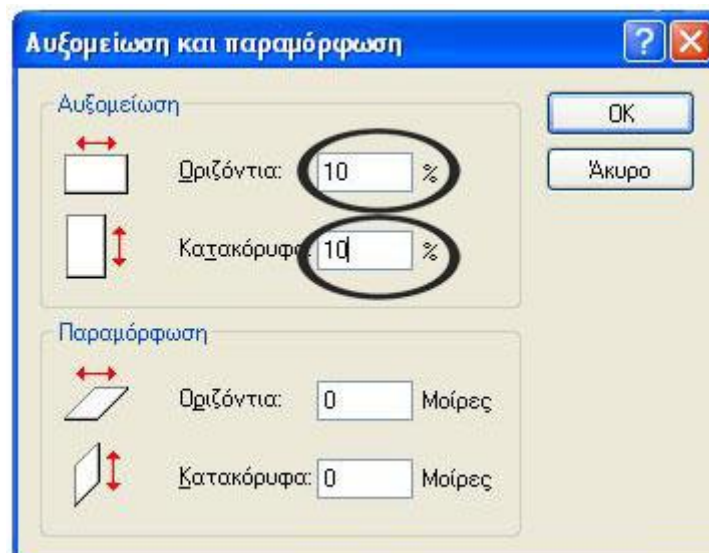 Αυξομείωση και παραμόρφωση
Αυξομείωση
Οριζόντια: 10 %
Κατακόρυφα: 10 %
Παραμόρφωση
Οριζόντια: 0 Μοίρες
Κατακόρυφα: 0 Μοίρες
OK
Άκυρο